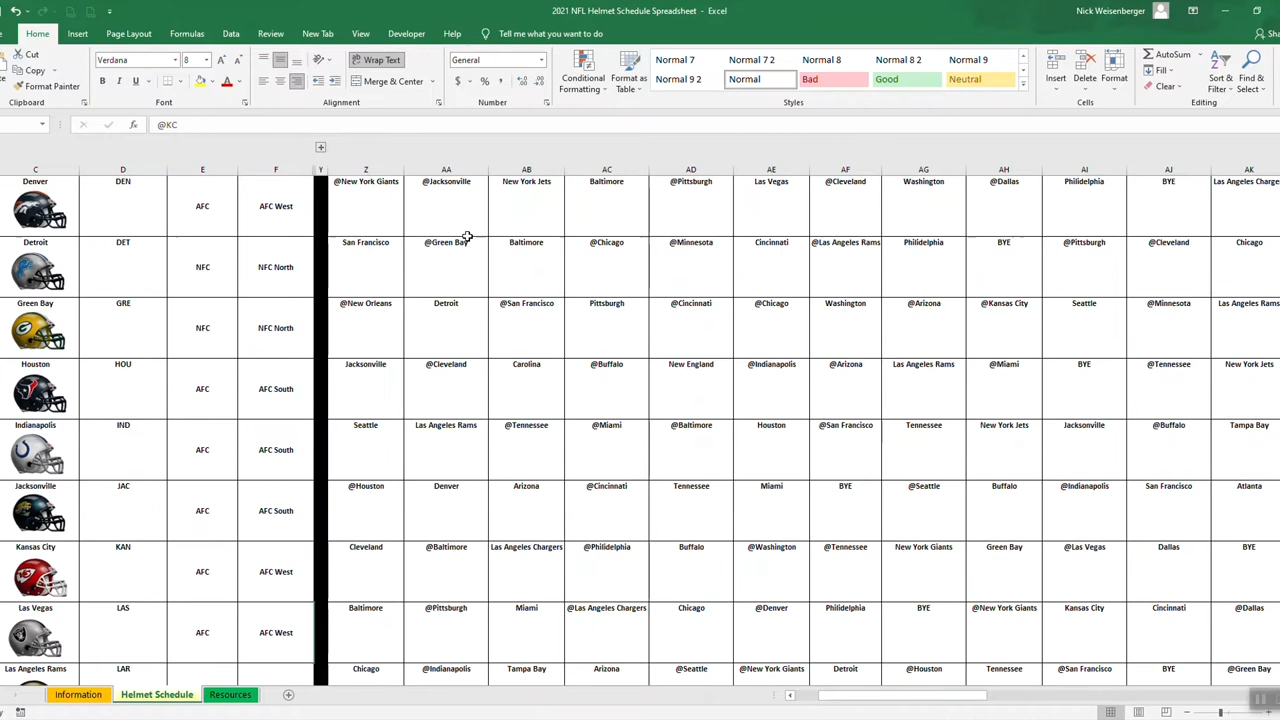 2021 NFL Helmet Schedule Spreadsheet - Excel
Nick Weisenberger
Home Insert Page Layout Formulas Data Review New Tab View Developer Help Tell me what you want to do
Cut
Copy
Format Painter
Verdana 8
B I U
Wrap Text
Merge & Center
General
$ % ,
Conditional Formatting
Format as Table
Normal 7 Normal 7 2 Normal 8 Normal 8 2 Normal 9
Normal 9 2 Normal Bad Good Neutral
Insert Delete Format
AutoSum
Fill
Clear
Sort & Filter
Find & Select
Clipboard Font Alignment Number Styles Cells Editing
fx @KC
C D E F Y Z AA AB AC AD AE AF AG AH AI AJ AK
Denver DEN AFC AFC West @New York Giants @Jacksonville New York Jets Baltimore @Pittsburgh Las Vegas @Cleveland Washington @Dallas Philidelphia BYE Los Angeles Charge
Detroit DET NFC NFC North San Francisco @Green Bay Baltimore @Chicago @Minnesota Cincinnati @Los Angeles Rams Philidelphia BYE @Pittsburgh @Cleveland Chicago
Green Bay GRE NFC NFC North @New Orleans Detroit @San Francisco Pittsburgh @Cincinnati @Chicago Washington @Arizona @Kansas City Seattle @Minnesota Los Angeles Rams
Houston HOU AFC AFC South Jacksonville @Cleveland Carolina @Buffalo New England @Indianapolis @Arizona Los Angeles Rams @Miami BYE @Tennessee New York Jets
Indianapolis IND AFC AFC South Seattle Los Angeles Rams @Tennessee @Miami @Baltimore Houston @San Francisco Tennessee New York Jets Jacksonville @Buffalo Tampa Bay
Jacksonville JAC AFC AFC South @Houston Denver Arizona @Cincinnati Tennessee Miami BYE @Seattle Buffalo @Indianapolis San Francisco Atlanta
Kansas City KAN AFC AFC West Cleveland @Baltimore Los Angeles Chargers @Philidelphia Buffalo @Washington @Tennessee New York Giants Green Bay @Las Vegas Dallas BYE
Las Vegas LAS AFC AFC West Baltimore @Pittsburgh Miami @Los Angeles Chargers Chicago @Denver Philidelphia BYE @New York Giants Kansas City Cincinnati @Dallas
Los Angeles Rams LAR Chicago @Indianapolis Tampa Bay Arizona @Seattle @New York Giants Detroit @Houston Tennessee @San Francisco BYE @Green Bay
Information Helmet Schedule Resources